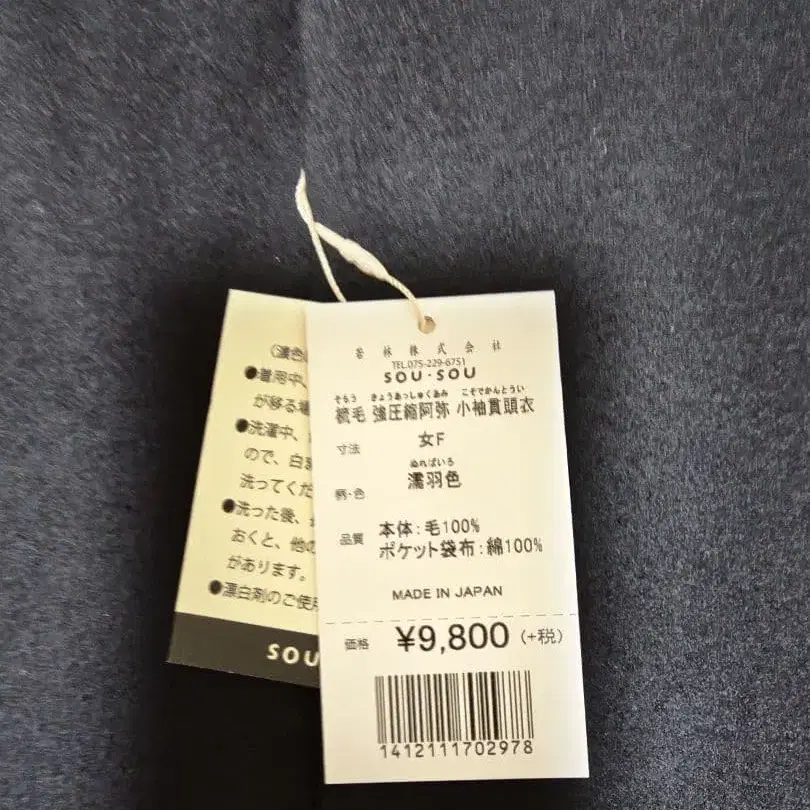 若林株式会社
TEL.075-229-6751
SOU・SOU
そもう きょうあっしゅくあみ こそでかんとうい
梳毛 強圧縮阿弥 小袖貫頭衣
寸法 女F
ぬればいろ
柄・色 濡羽色
品質 本体:毛100%
ポケット袋布:綿100%
MADE IN JAPAN
価格 ¥9,800 (+税)
1412111702978
(濃色
●着用中、
が移る
●洗濯中、
ので、白
洗ってくだ
●洗った後、
おくと、他の
があります。
●漂白剤のご使用
SOU